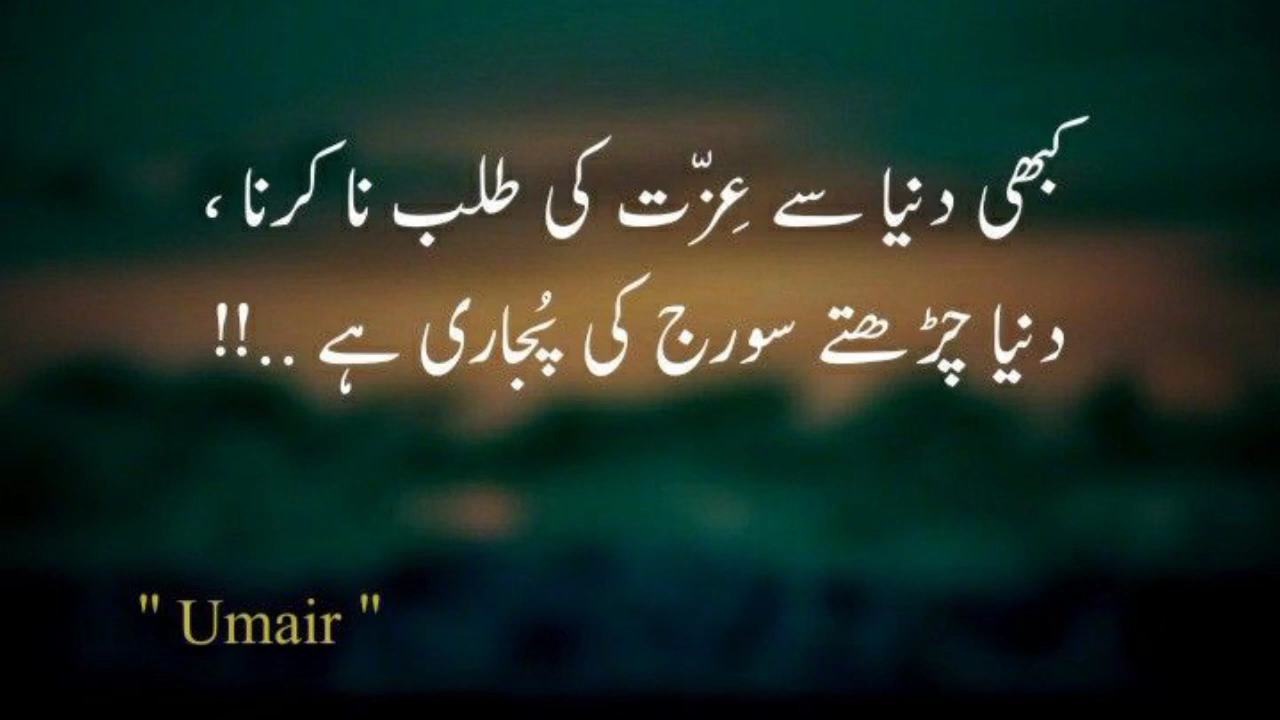 کبھی دنیا سے عِزّت کی طلب نا کرنا ،
دنیا چڑھتے سورج کی پُجاری ہے ..!!
" Umair "